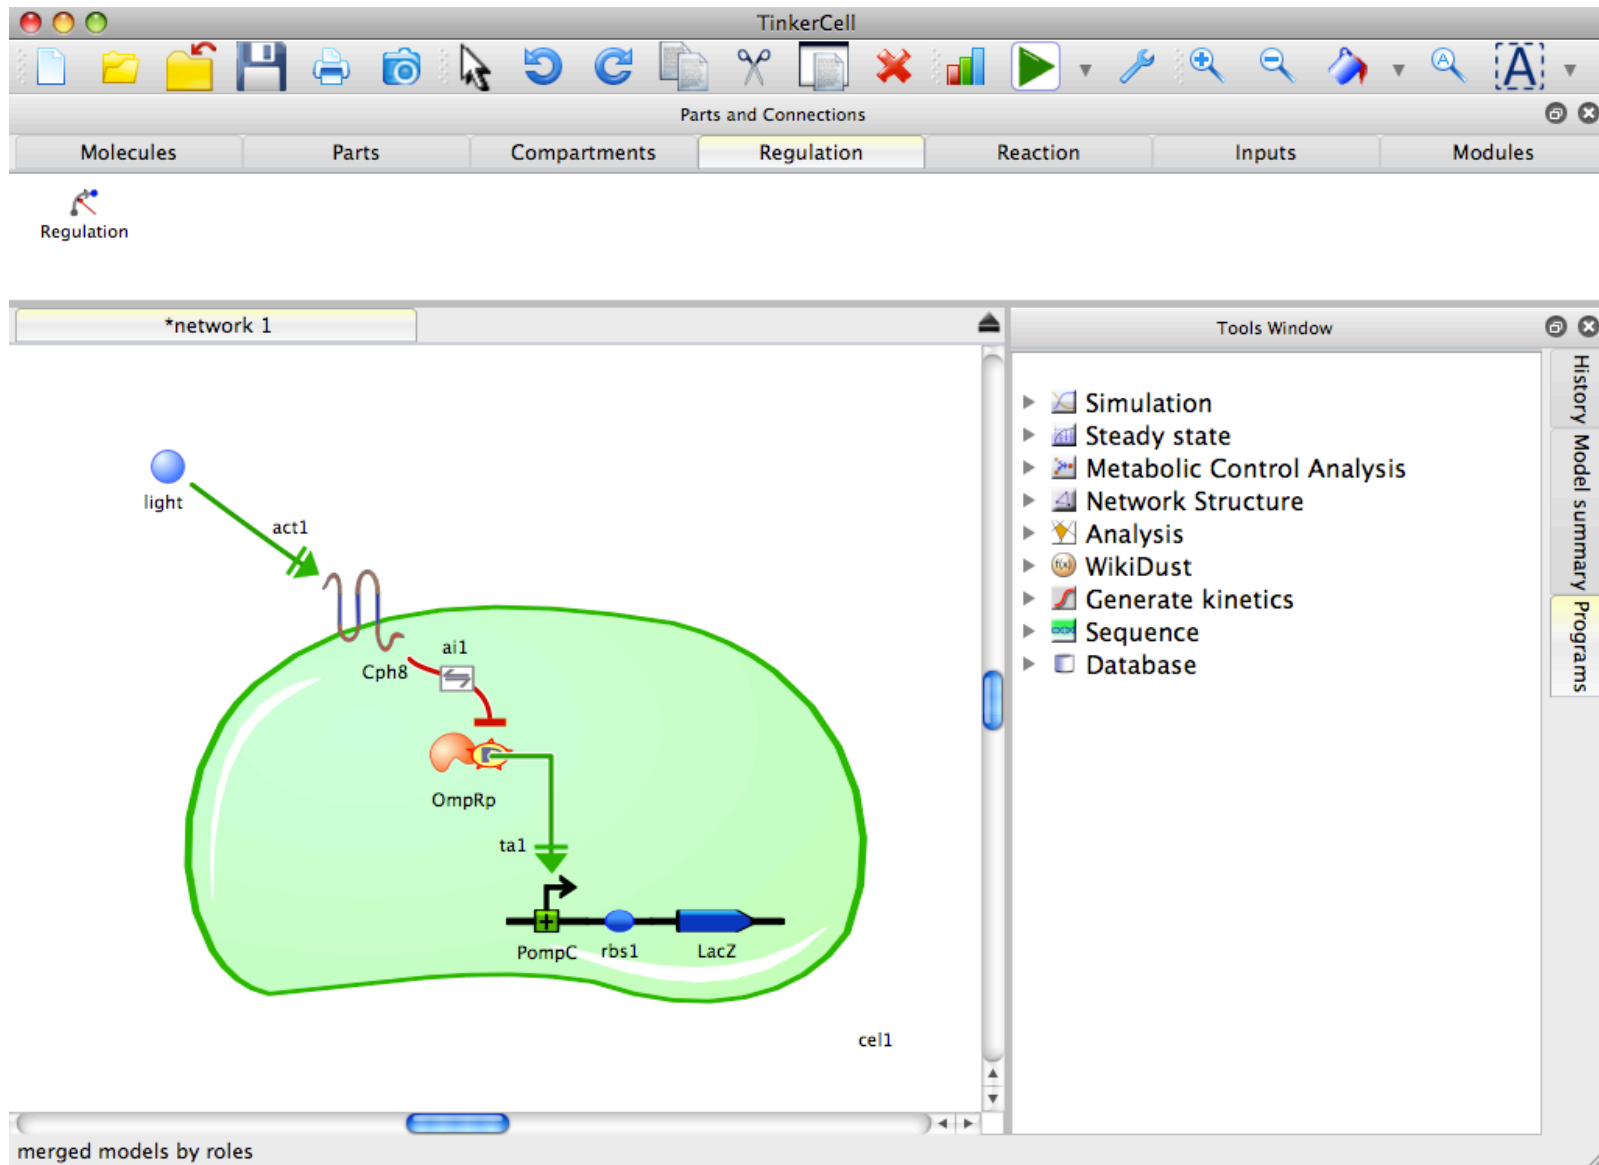 TinkerCell
Parts and Connections
Molecules Parts Compartments Regulation Reaction Inputs Modules
Regulation
*network 1
Tools Window
light
act1
Cph8
ai1
OmpRp
ta1
PompC rbs1 LacZ
cel1
Simulation
Steady state
Metabolic Control Analysis
Network Structure
Analysis
WikiDust
Generate kinetics
Sequence
Database
History
Model summary
Programs
merged models by roles